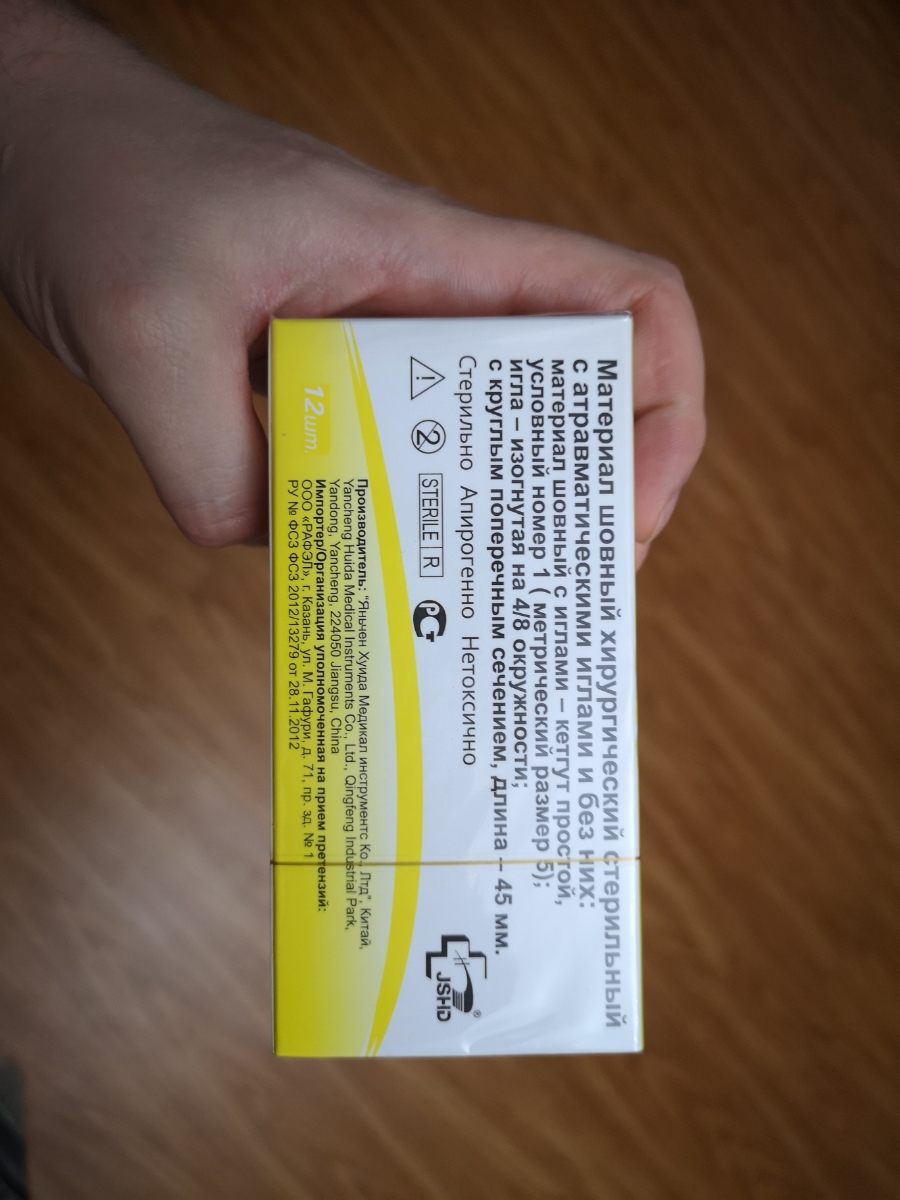 Материал шовный хирургический стерильный
с атравматическими иглами и без них:
материал шовный с иглами – кетгут простой,
условный номер 1 ( метрический размер 5);
игла – изогнутая на 4/8 окружности;
с круглым поперечным сечением, длина – 45 мм.
Стерильно Апирогенно Нетоксично
2 STERILE R РСТ
JSHD ®
12шт.
Производитель: "Яньчен Хуида Медикал инструментс Ко., Лтд", Китай,
Yancheng Huida Medical Instruments Co., Ltd., Qingfeng Industrial Park,
Yandong, Yancheng, 224050 Jiangsu, China
Импортер/Организация уполномоченная на прием претензий:
ООО «РАФЭЛ», г. Казань, ул. М. Гафури, д. 71, пр. зд. № 1
РУ № ФСЗ ФСЗ 2012/13279 от 28.11.2012